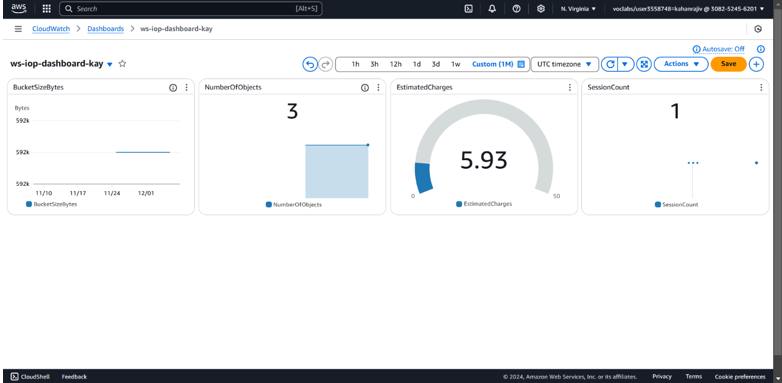 aws
Search [Alt+S] N. Virginia ▼ voclabs/user3558748=kahanrajiv @ 3082-5245-6201 ▼
CloudWatch > Dashboards > ws-iop-dashboard-kay
Autosave: Off
ws-iop-dashboard-kay ▼ 1h 3h 12h 1d 3d 1w Custom (1M) UTC timezone ▼ Actions ▼ Save
BucketSizeBytes
Bytes
592k
592k
592k
11/10 11/17 11/24 12/01
BucketSizeBytes
NumberOfObjects
3
NumberOfObjects
EstimatedCharges
5.93
0 50
EstimatedCharges
SessionCount
1
SessionCount
CloudShell Feedback © 2024, Amazon Web Services, Inc. or its affiliates. Privacy Terms Cookie preferences